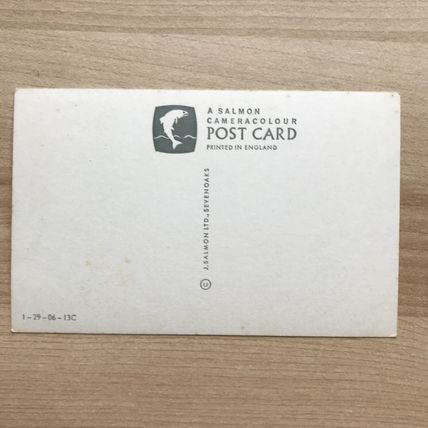 A SALMON
CAMERACOLOUR
POST CARD
PRINTED IN ENGLAND
© J. SALMON LTD., SEVENOAKS
1-29-06-13C